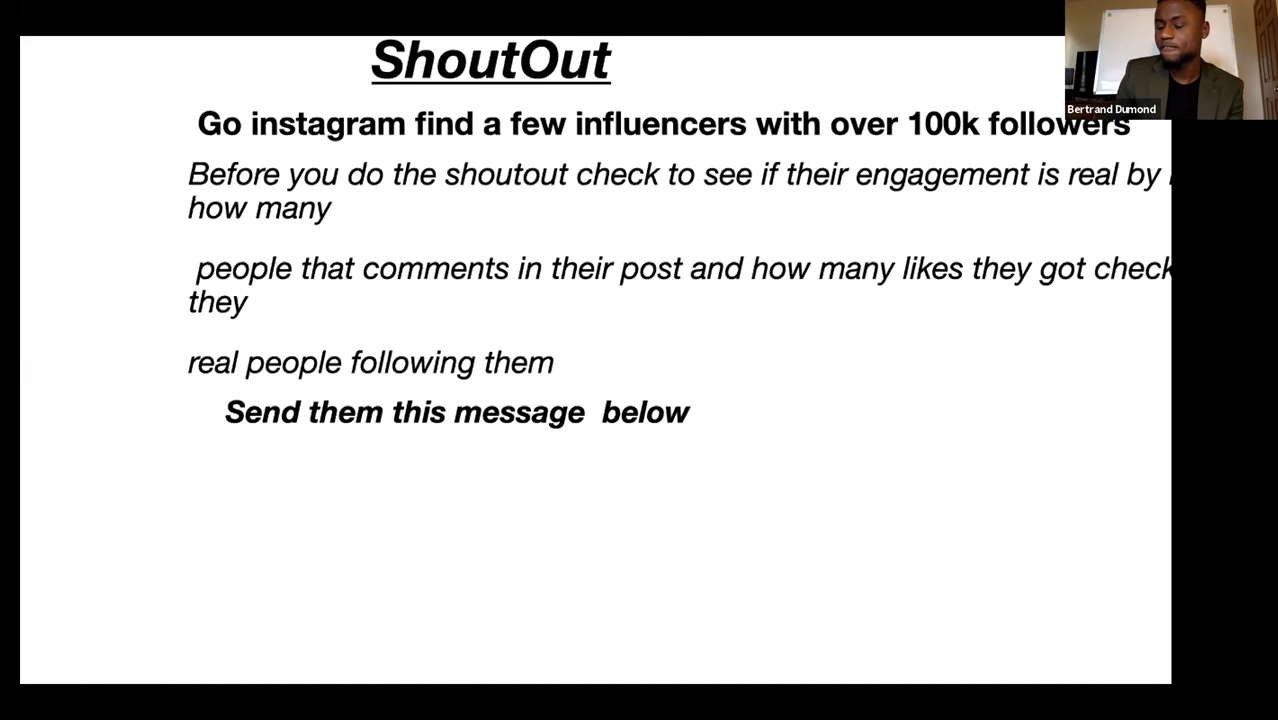 ShoutOut
Bertrand Dumond
Go instagram find a few influencers with over 100k followers
Before you do the shoutout check to see if their engagement is real by
how many
people that comments in their post and how many likes they got check
they
real people following them
Send them this message below